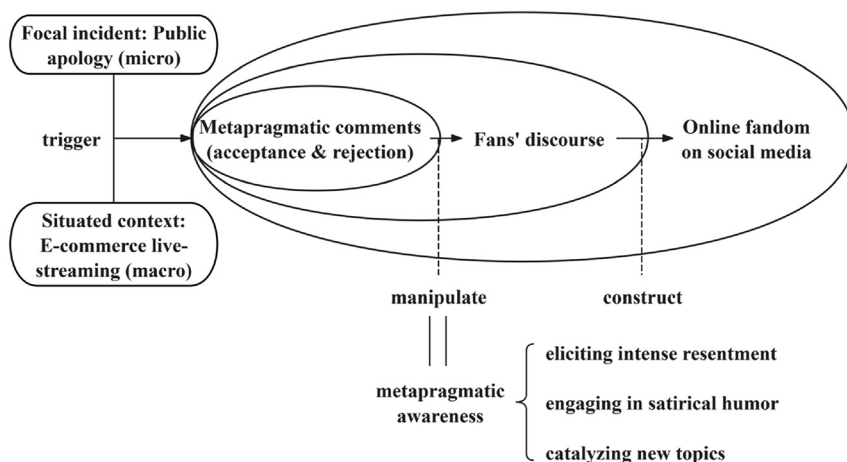 Focal incident: Public
apology (micro)
trigger
Situated context:
E-commerce live-
streaming (macro)
Metapragmatic comments
(acceptance & rejection)
Fans' discourse
Online fandom
on social media
manipulate
construct
metapragmatic
awareness
eliciting intense resentment
engaging in satirical humor
catalyzing new topics